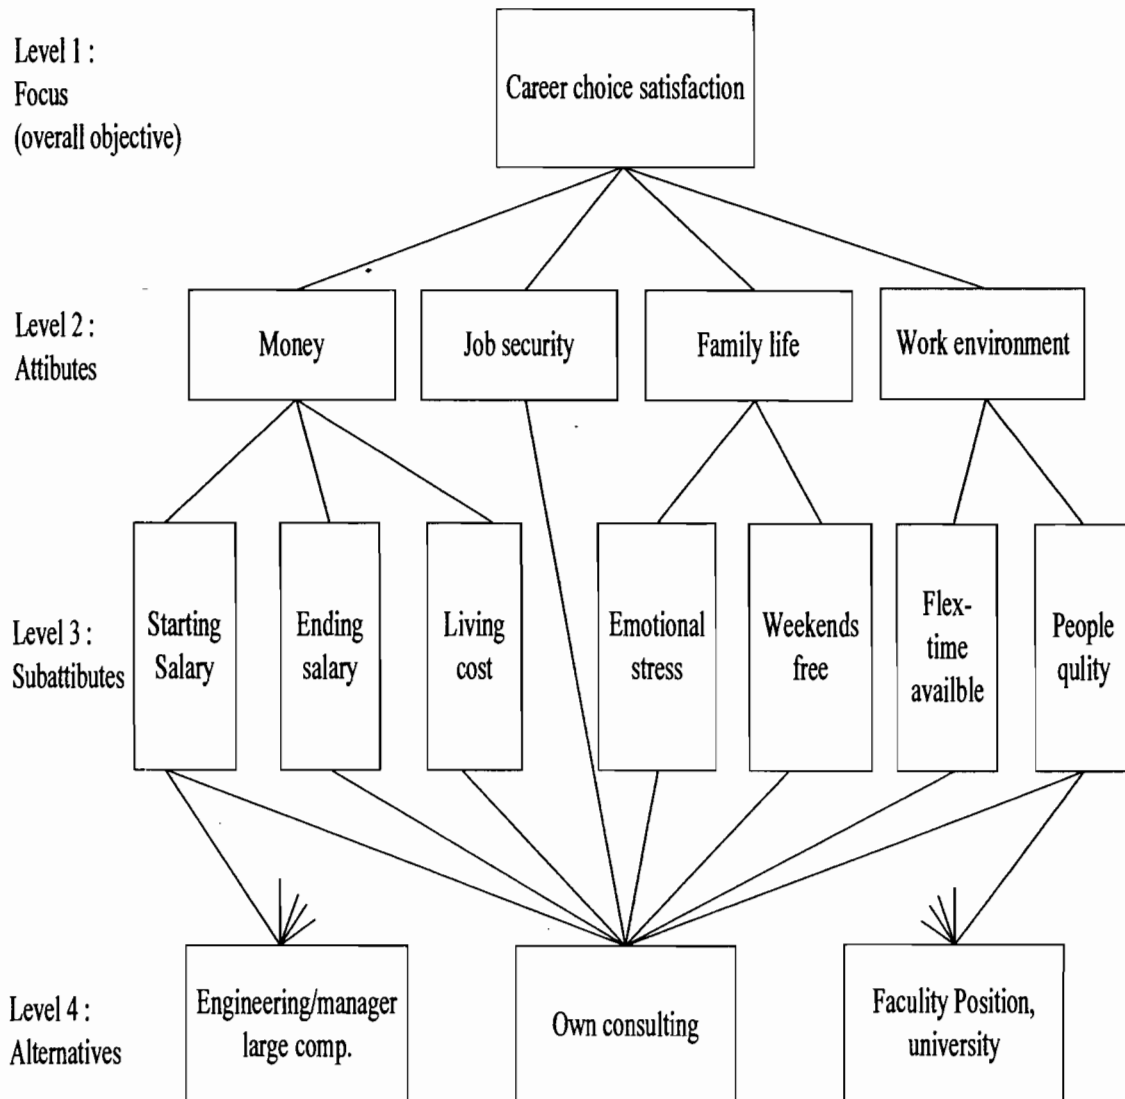 Level 1 :
Focus
(overall objective)
Career choice satisfaction
Level 2 :
Attibutes
Money
Job security
Family life
Work environment
Level 3 :
Subattibutes
Starting
Salary
Ending
salary
Living
cost
Emotional
stress
Weekends
free
Flex-
time
availble
People
qulity
Level 4 :
Alternatives
Engineering/manager
large comp.
Own consulting
Faculity Position,
university